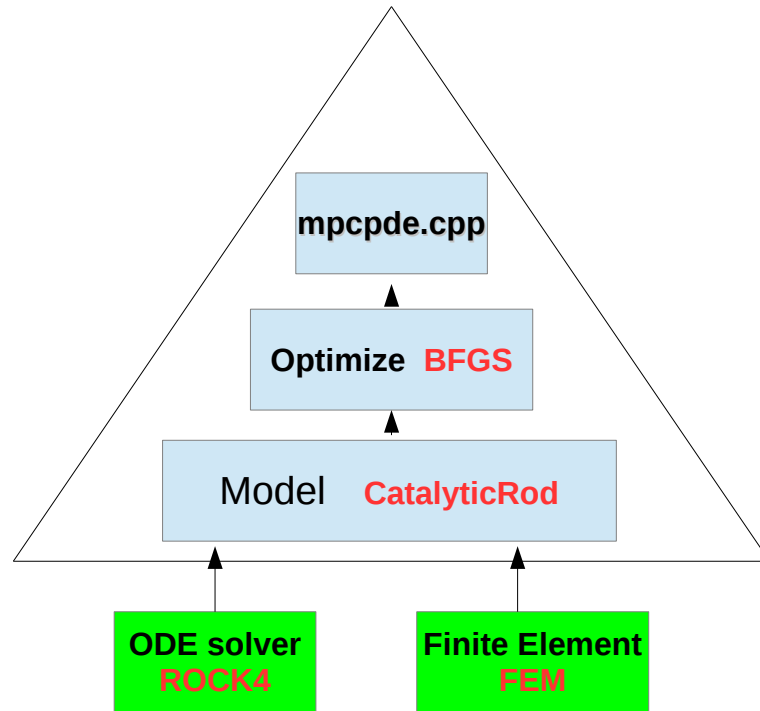 mpcpde.cpp
Optimize BFGS
Model CatalyticRod
ODE solver
ROCK4
Finite Element
FEM